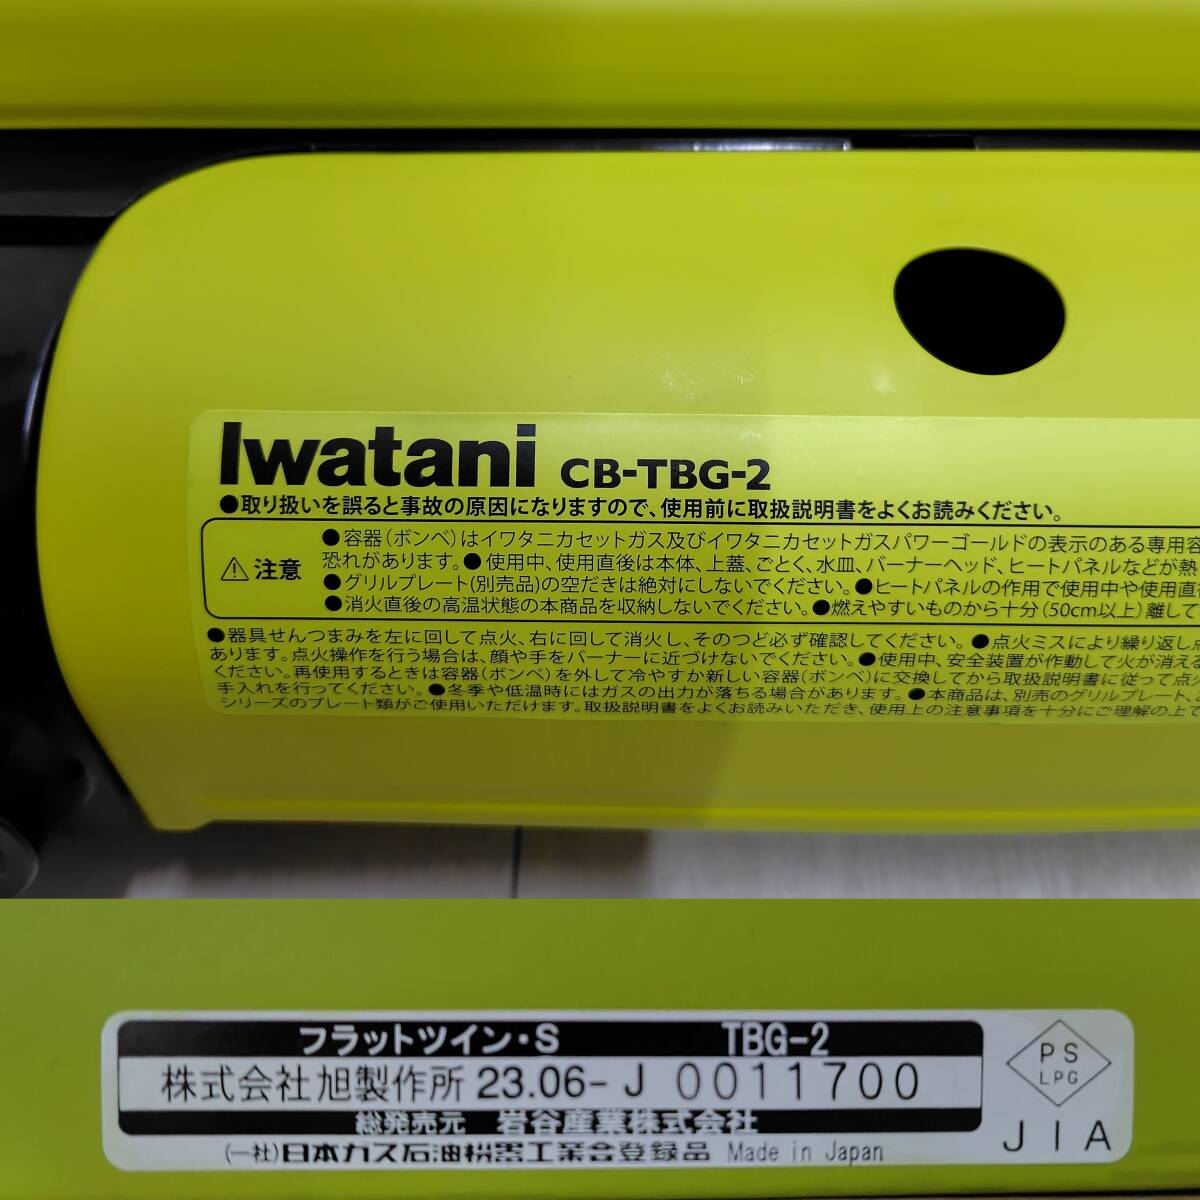 Iwatani CB-TBG-2
●取り扱いを誤ると事故の原因になりますので、使用前に取扱説明書をよくお読みください。
⚠注意
●容器(ボンベ)はイワタニカセットガス及びイワタニカセットガスパワーゴールドの表示のある専用容
恐れがあります。●使用中、使用直後は本体、上蓋、ごとく、水皿、バーナーヘッド、ヒートパネルなどが熱
●グリルプレート(別売品)の空だきは絶対にしないでください。●ヒートパネルの作用で使用中や使用直
●消火直後の高温状態の本商品を収納しないでください。●燃えやすいものから十分(50cm以上)離して
●器具せんつまみを左に回して点火、右に回して消火し、そのつど必ず確認してください。●点火ミスにより繰り返し点
あります。点火操作を行う場合は、顔や手をバーナーに近づけないでください。●使用中、安全装置が作動して火が消える
ください。再使用するときは容器(ボンベ)を外して冷やすか新しい容器(ボンベ)に交換してから取扱説明書に従って点火
手入れを行ってください。●冬季や低温時にはガスの出力が落ちる場合があります。●本商品は、別売のグリルプレート、
シリーズのプレート類がご使用いただけます。取扱説明書をよくお読みいただき、使用上の注意事項を十分にご理解の上で
フラットツイン・S TBG-2
株式会社旭製作所 23.06-J 0011700
総発売元 岩谷産業株式会社
(一社)日本ガス石油機器工業会登録品 Made in Japan
PS
LPG
JIA